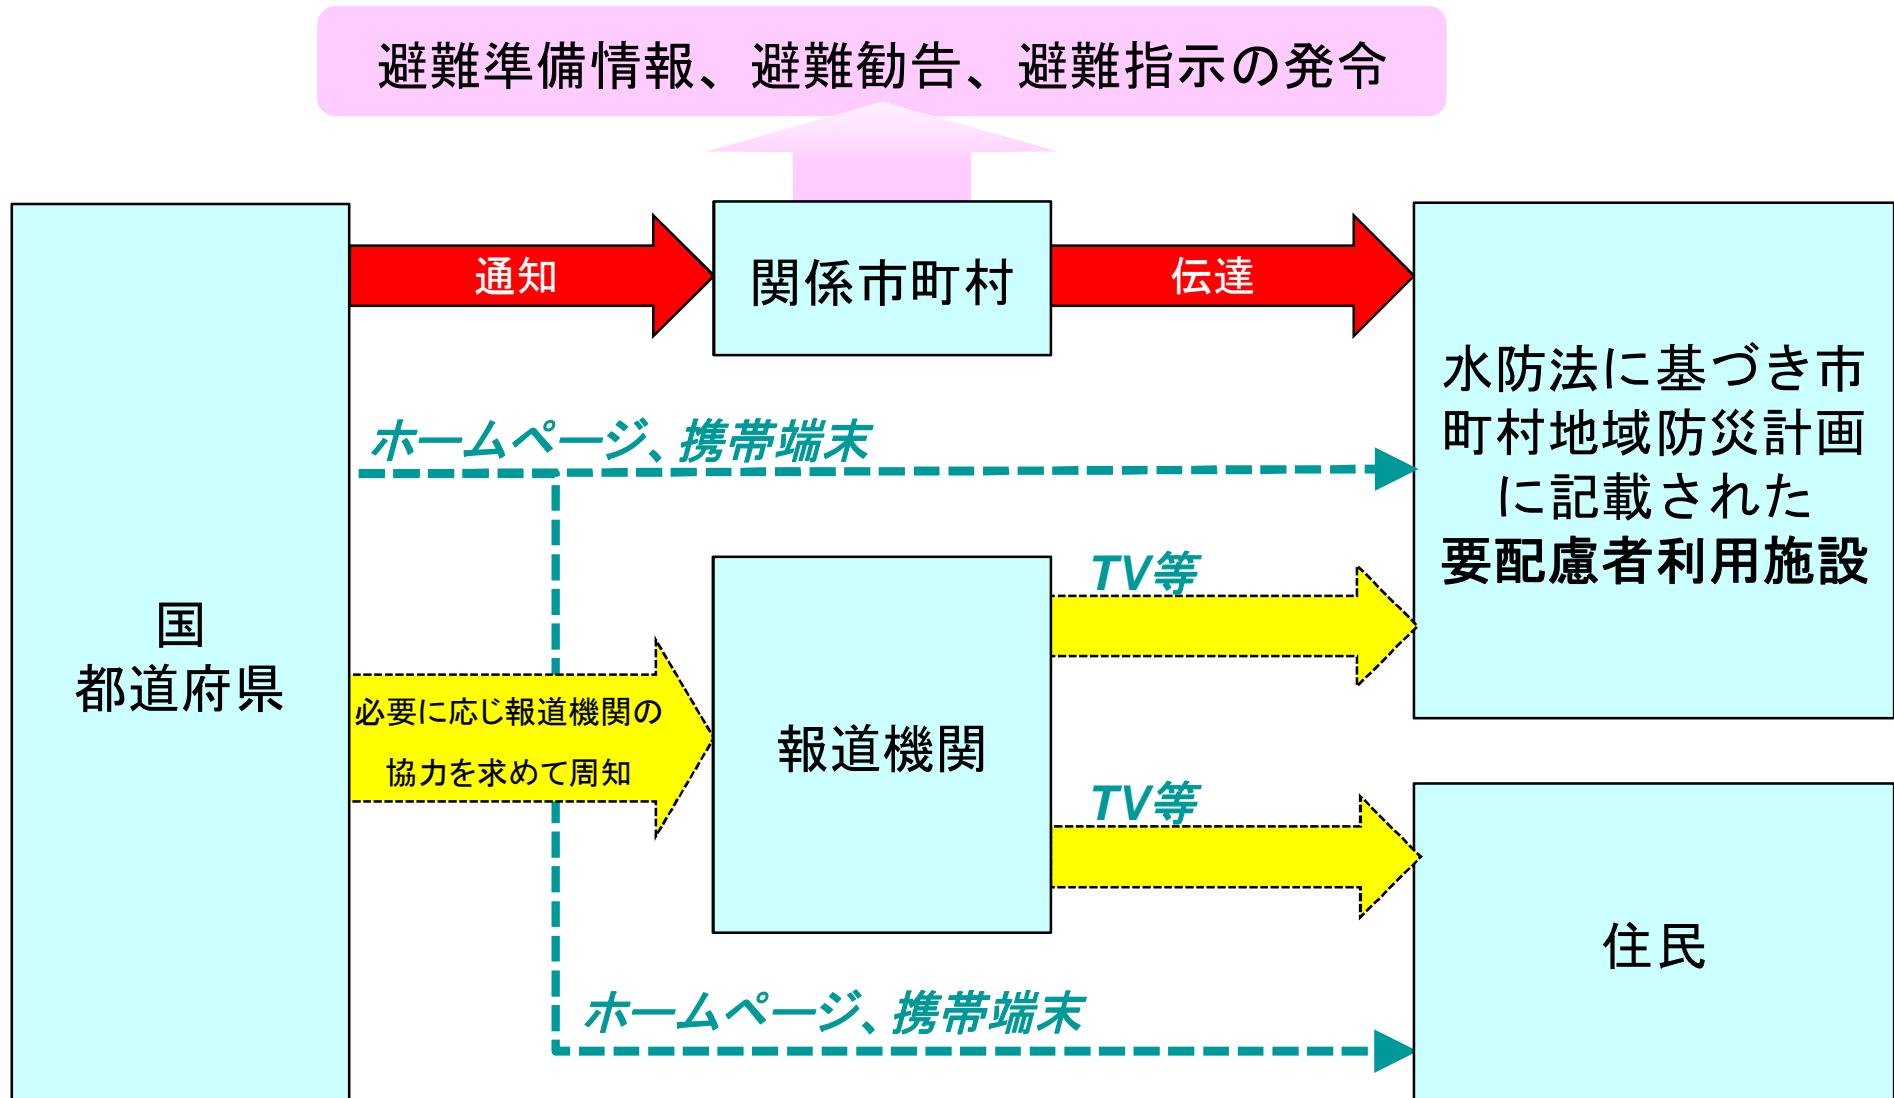 避難準備情報、避難勧告、避難指示の発令
通知
関係市町村
伝達
国
都道府県
ホームページ、携帯端末
水防法に基づき市
町村地域防災計画
に記載された
要配慮者利用施設
TV等
必要に応じ報道機関の
協力を求めて周知
報道機関
TV等
住民
ホームページ、携帯端末